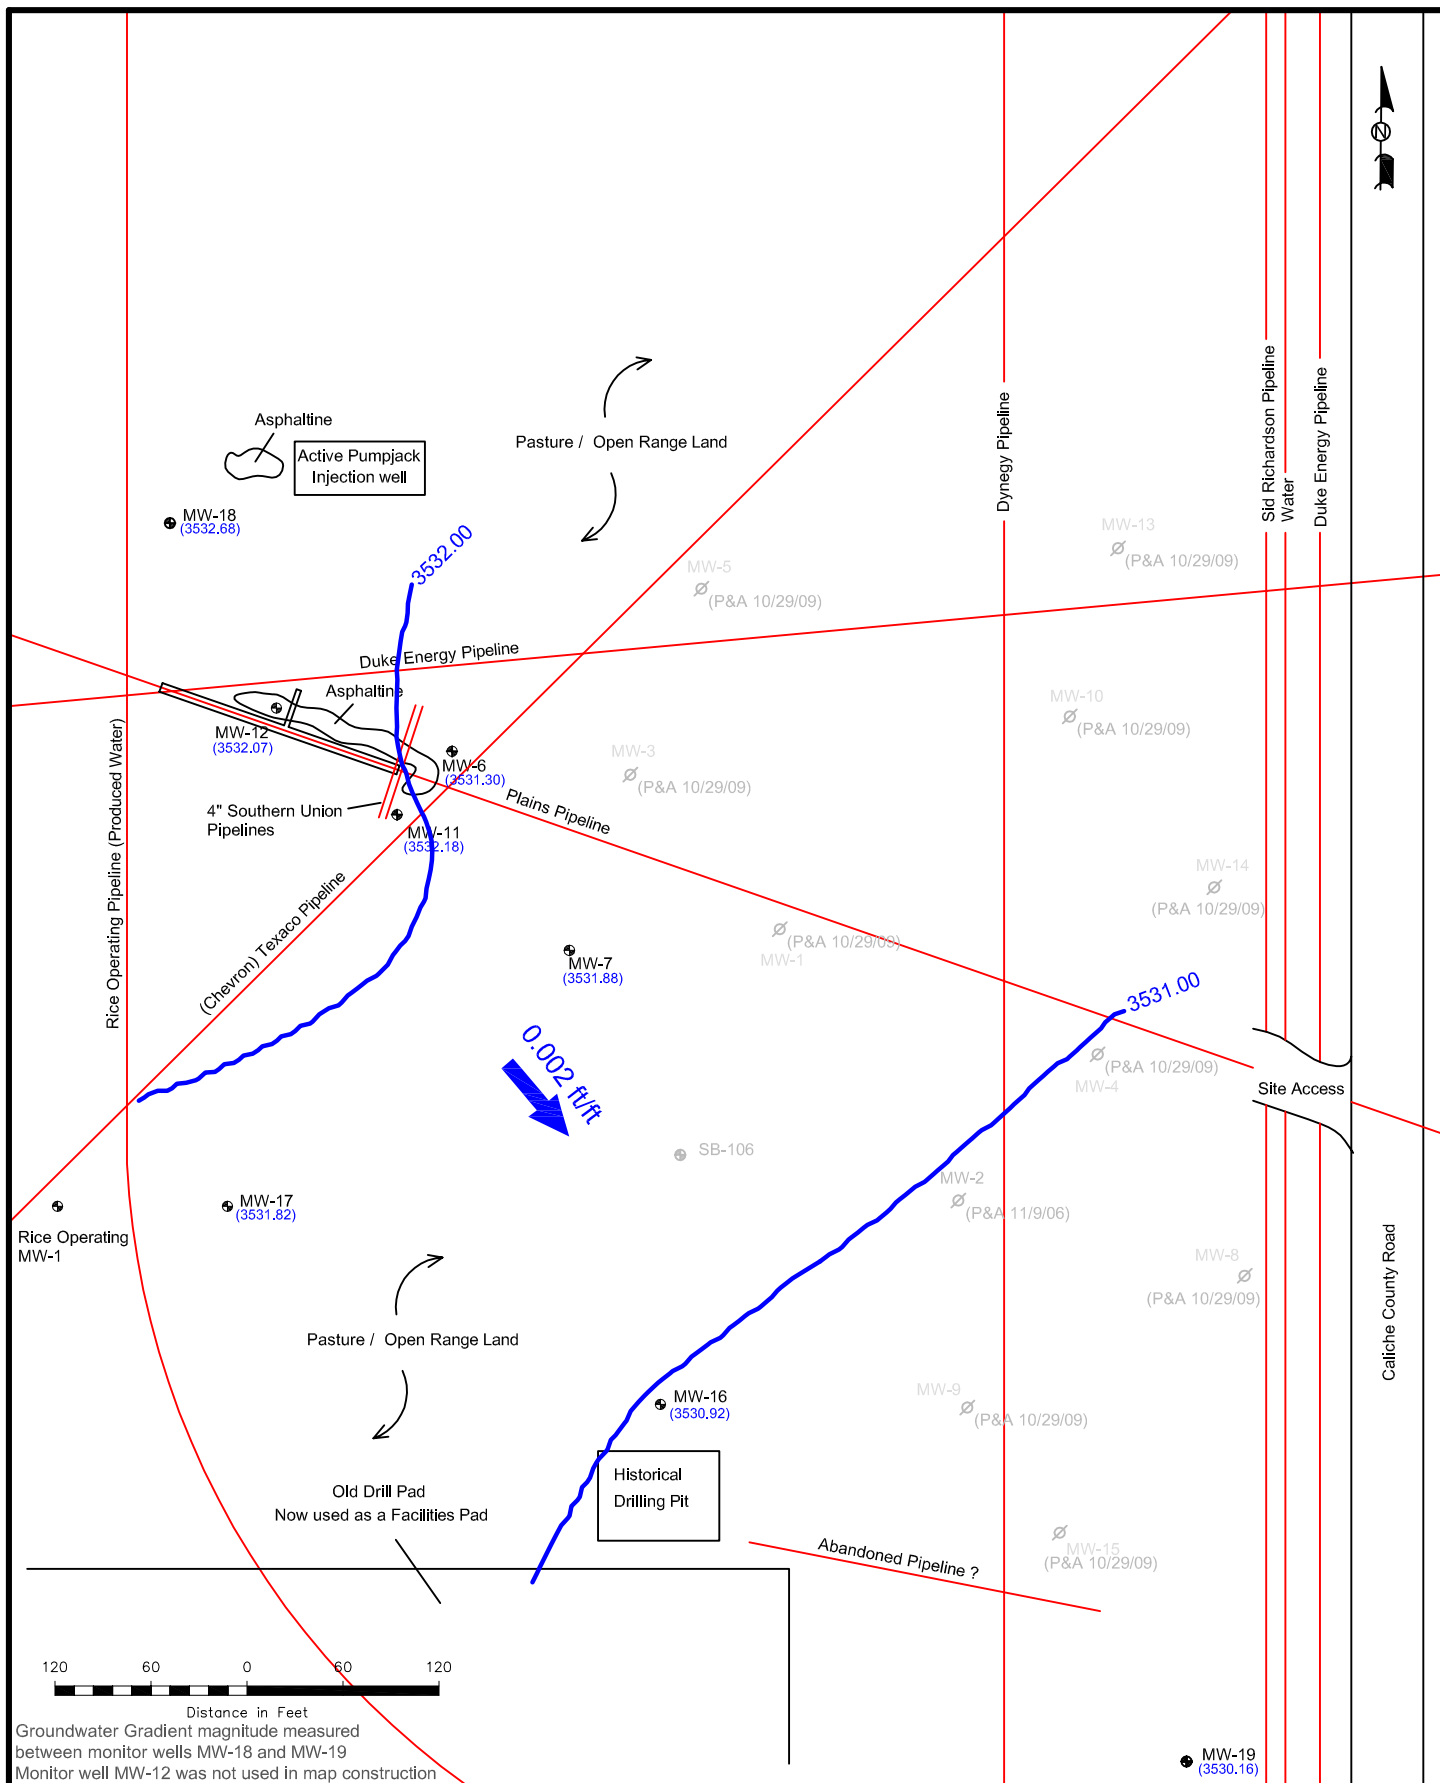 N
Asphaltine
Active Pumpjack
Injection well
Pasture / Open Range Land
Dynegy Pipeline
Sid Richardson Pipeline
Water
Duke Energy Pipeline
MW-18
(3532.68)
3532.00
MW-13
(P&A 10/29/09)
MW-5
(P&A 10/29/09)
Duke Energy Pipeline
Asphaltine
MW-12
(3532.07)
MW-10
(P&A 10/29/09)
MW-6
(3531.30)
MW-3
(P&A 10/29/09)
Plains Pipeline
4" Southern Union
Pipelines
MW-11
(3532.18)
Rice Operating Pipeline (Produced Water)
(Chevron) Texaco Pipeline
MW-14
(P&A 10/29/09)
(P&A 10/29/09)
MW-1
MW-7
(3531.88)
3531.00
0.002 ft/ft
(P&A 10/29/09)
MW-4
Site Access
SB-106
MW-2
(P&A 11/9/06)
MW-17
(3531.82)
Rice Operating
MW-1
MW-8
(P&A 10/29/09)
Caliche County Road
Pasture / Open Range Land
MW-16
(3530.92)
MW-9
(P&A 10/29/09)
Historical
Drilling Pit
Old Drill Pad
Now used as a Facilities Pad
Abandoned Pipeline ?
MW-15
(P&A 10/29/09)
120 60 0 60 120
Distance in Feet
Groundwater Gradient magnitude measured
between monitor wells MW-18 and MW-19
Monitor well MW-12 was not used in map construction
MW-19
(3530.16)